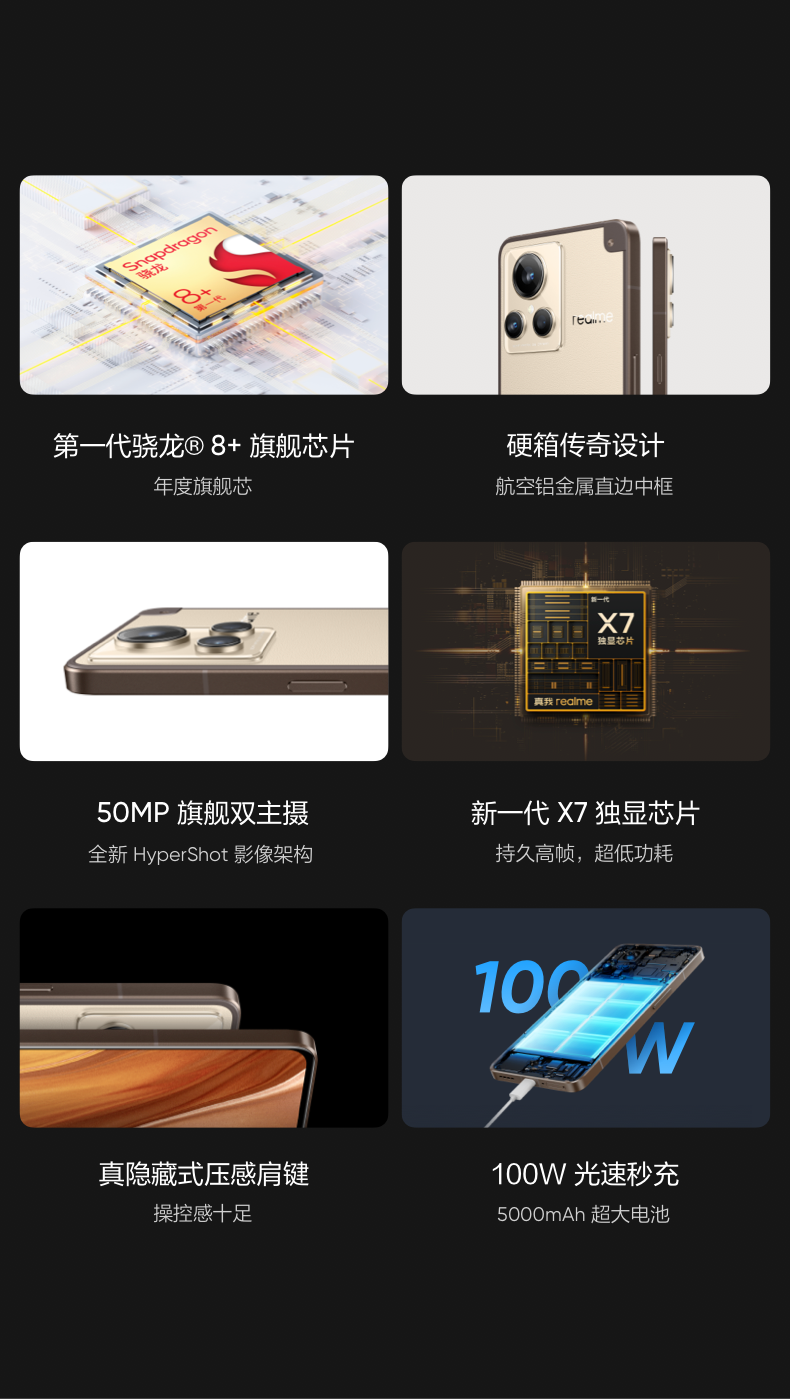 Snapdragon
骁龙
8+
第一代
realme
第一代骁龙® 8+ 旗舰芯片
年度旗舰芯
硬箱传奇设计
航空铝金属直边中框
新一代
X7
独显芯片
真我 realme
50MP 旗舰双主摄
全新 HyperShot 影像架构
新一代 X7 独显芯片
持久高帧，超低功耗
100
W
真隐藏式压感肩键
操控感十足
100W 光速秒充
5000mAh 超大电池